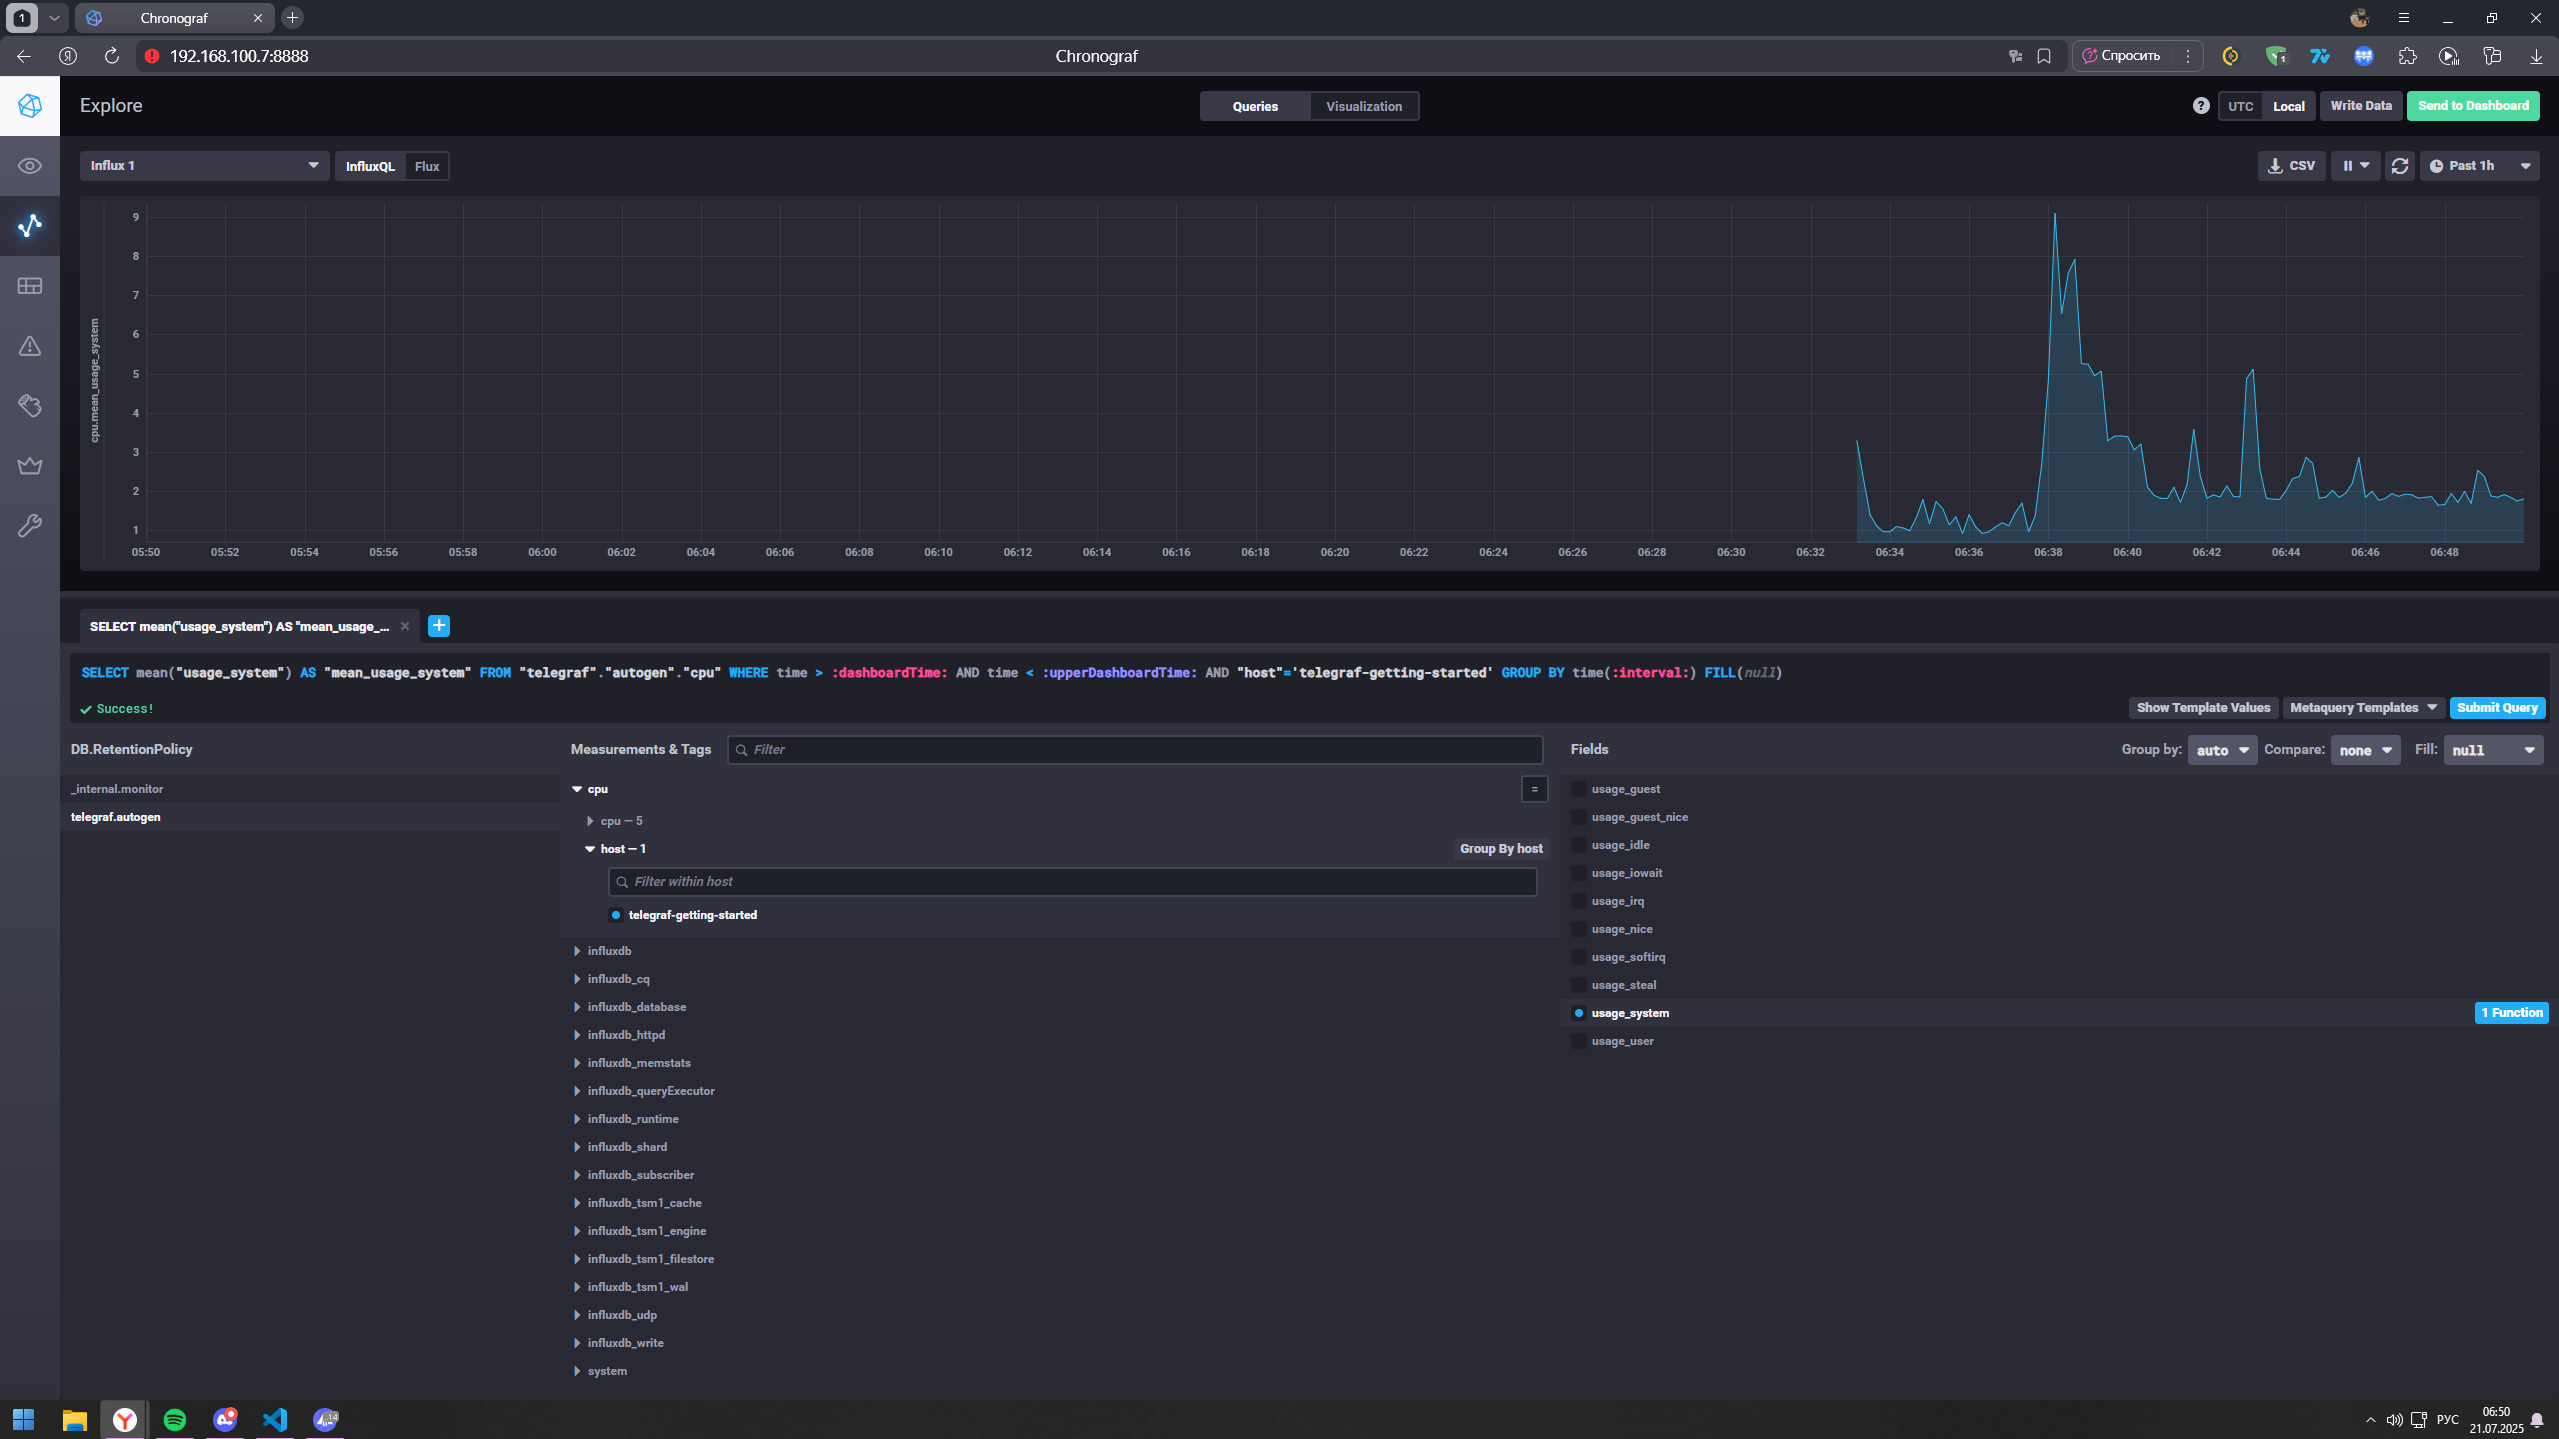 1
Chronograf
192.168.100.7:8888
Chronograf
Спросить
1
Explore
Queries
Visualization
?
UTC
Local
Write Data
Send to Dashboard
Influx 1
InfluxQL
Flux
CSV
Past 1h
cpu.mean_usage_system
9
8
7
6
5
4
3
2
1
05:50 05:52 05:54 05:56 05:58 06:00 06:02 06:04 06:06 06:08 06:10 06:12 06:14 06:16 06:18 06:20 06:22 06:24 06:26 06:28 06:30 06:32 06:34 06:36 06:38 06:40 06:42 06:44 06:46 06:48
SELECT mean("usage_system") AS "mean_usage_...
SELECT mean("usage_system") AS "mean_usage_system" FROM "telegraf"."autogen"."cpu" WHERE time > :dashboardTime: AND time < :upperDashboardTime: AND "host"='telegraf-getting-started' GROUP BY time(:interval:) FILL(null)
Success!
Show Template Values
Metaquery Templates
Submit Query
DB.RetentionPolicy
_internal.monitor
telegraf.autogen
Measurements & Tags
Filter
cpu
=
cpu — 5
host — 1
Group By host
Filter within host
telegraf-getting-started
influxdb
influxdb_cq
influxdb_database
influxdb_httpd
influxdb_memstats
influxdb_queryExecutor
influxdb_runtime
influxdb_shard
influxdb_subscriber
influxdb_tsm1_cache
influxdb_tsm1_engine
influxdb_tsm1_filestore
influxdb_tsm1_wal
influxdb_udp
influxdb_write
system
Fields
Group by: auto
Compare: none
Fill: null
usage_guest
usage_guest_nice
usage_idle
usage_iowait
usage_irq
usage_nice
usage_softirq
usage_steal
usage_system
1 Function
usage_user
14
РУС
06:50
21.07.2025